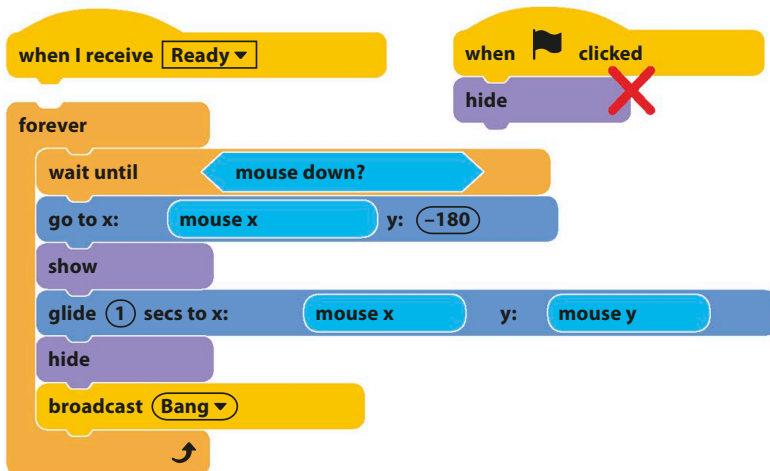 when I receive Ready
when clicked
hide
forever
wait until mouse down?
go to x: mouse x y: –180
show
glide 1 secs to x: mouse x y: mouse y
hide
broadcast Bang